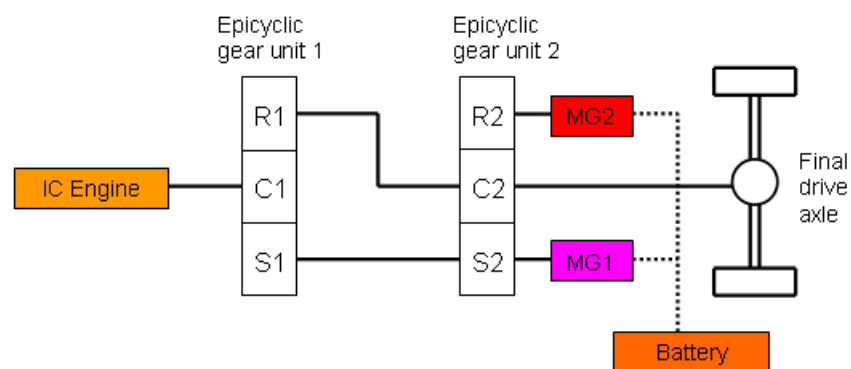 Epicyclic
gear unit 1
Epicyclic
gear unit 2
R1
R2
MG2
IC Engine
C1
C2
Final
drive
axle
S1
S2
MG1
Battery